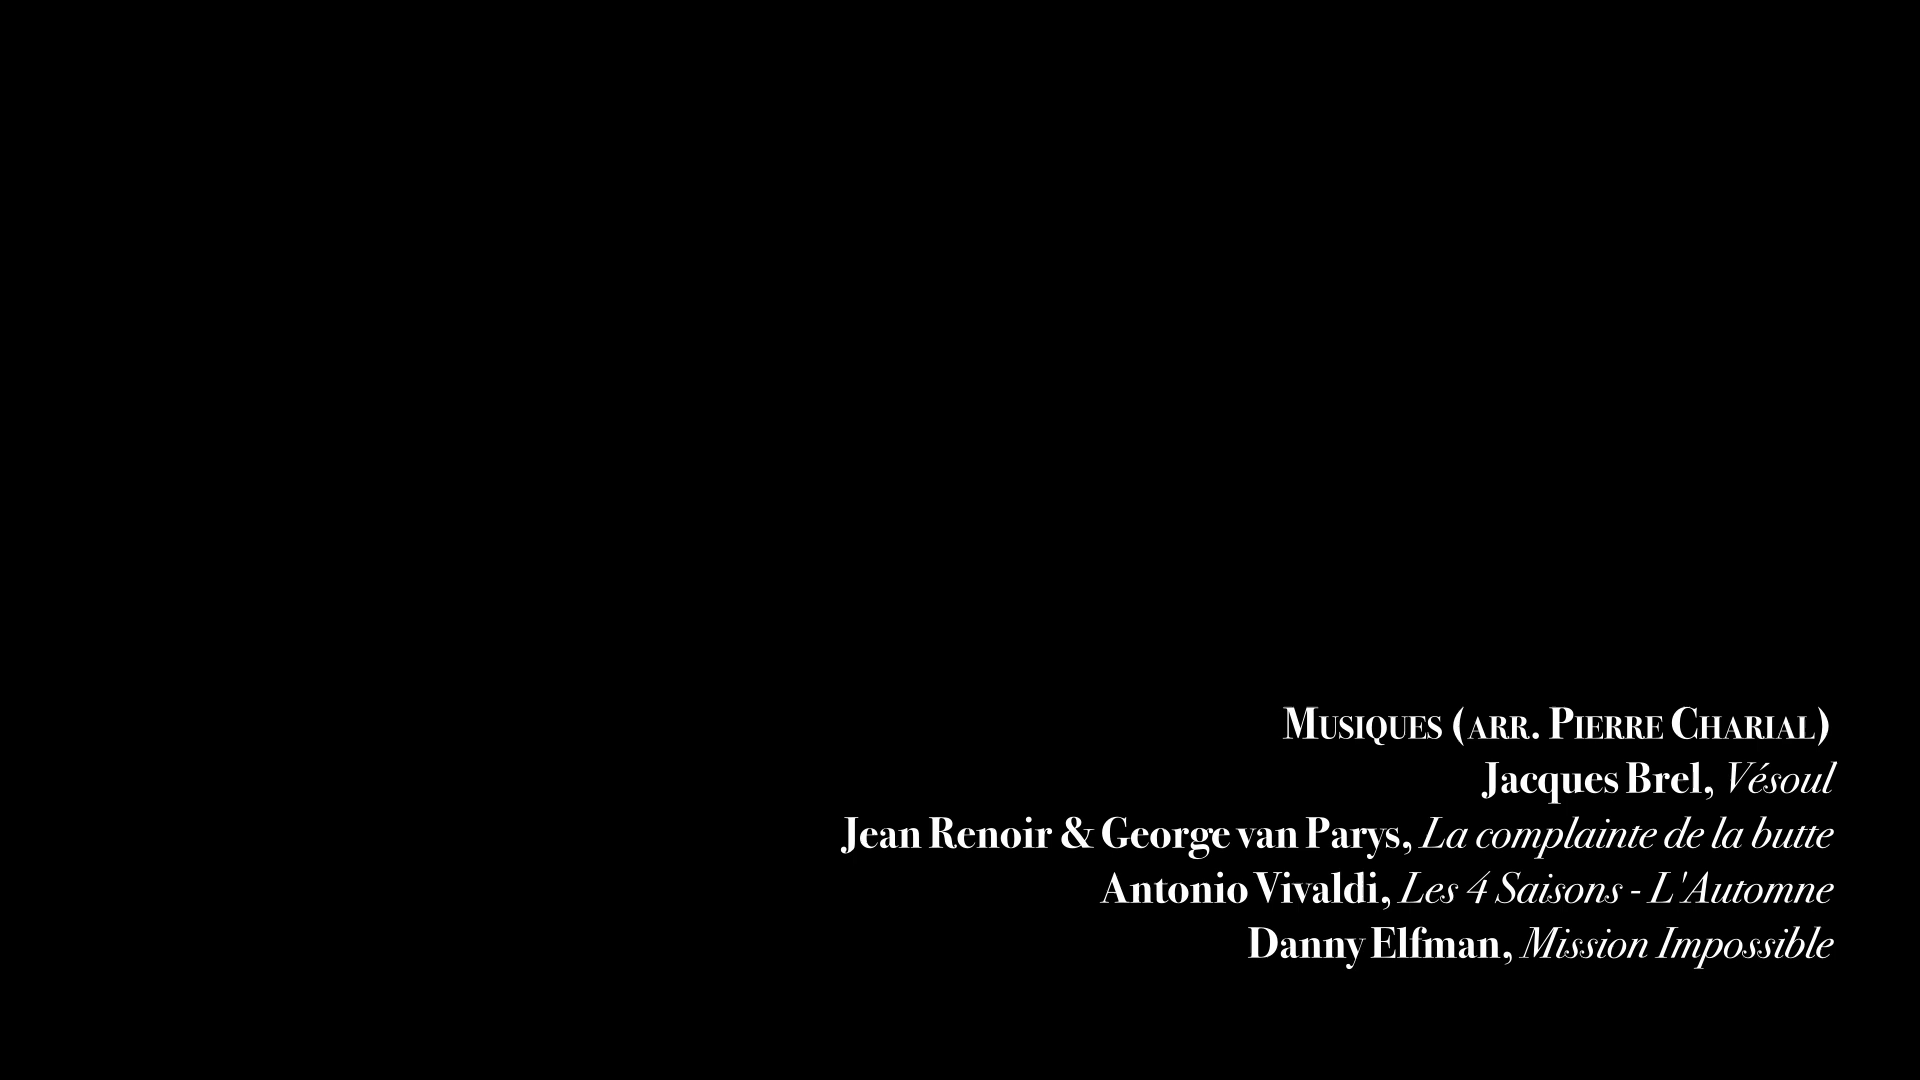 Musiques (arr. Pierre Charial)
Jacques Brel, Vésoul
Jean Renoir & George van Parys, La complainte de la butte
Antonio Vivaldi, Les 4 Saisons - L'Automne
Danny Elfman, Mission Impossible